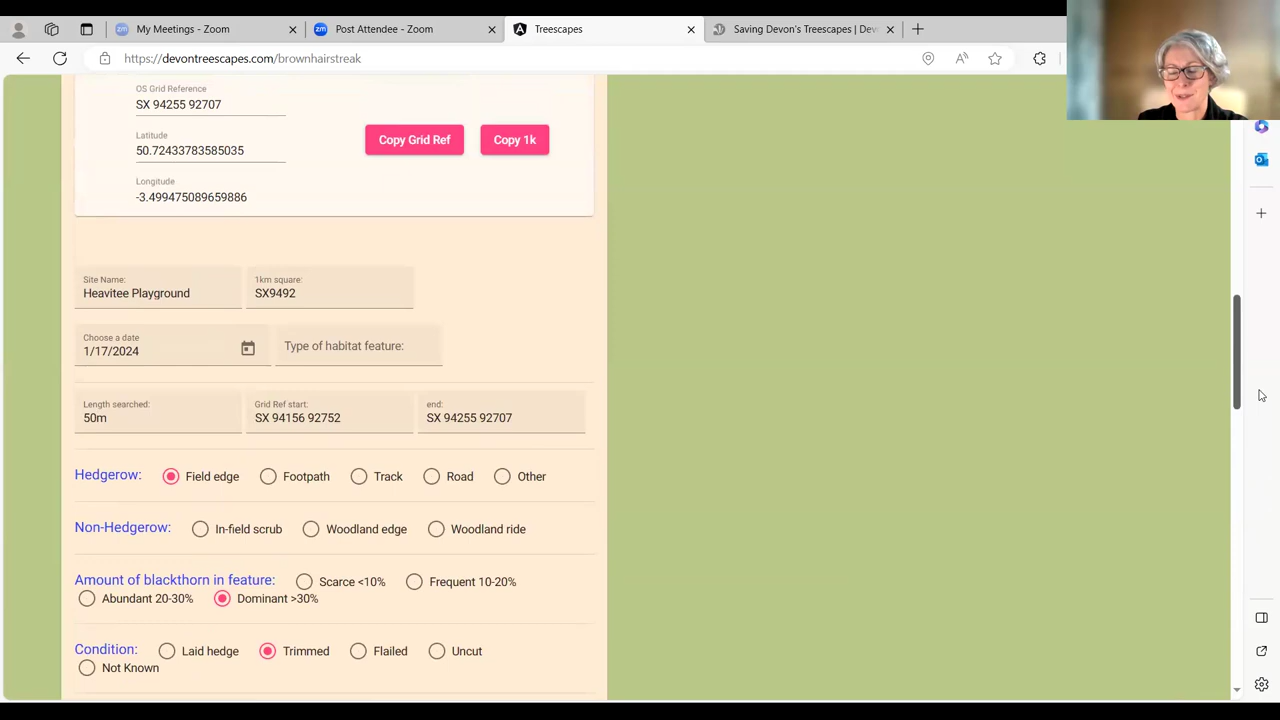 My Meetings - Zoom
Post Attendee - Zoom
Treescapes
Saving Devon's Treescapes | Dev
https://devontreescapes.com/brownhairstreak
OS Grid Reference
SX 94255 92707
Latitude
50.72433783585035
Copy Grid Ref Copy 1k
Longitude
-3.499475089659886
Site Name: 1km square:
Heavitee Playground SX9492
Choose a date
1/17/2024 Type of habitat feature:
Length searched: Grid Ref start: end:
50m SX 94156 92752 SX 94255 92707
Hedgerow: Field edge Footpath Track Road Other
Non-Hedgerow: In-field scrub Woodland edge Woodland ride
Amount of blackthorn in feature: Scarce <10% Frequent 10-20%
Abundant 20-30% Dominant >30%
Condition: Laid hedge Trimmed Flailed Uncut
Not Known